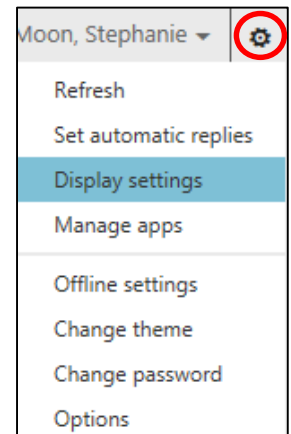 Moon, Stephanie
Refresh
Set automatic replies
Display settings
Manage apps
Offline settings
Change theme
Change password
Options